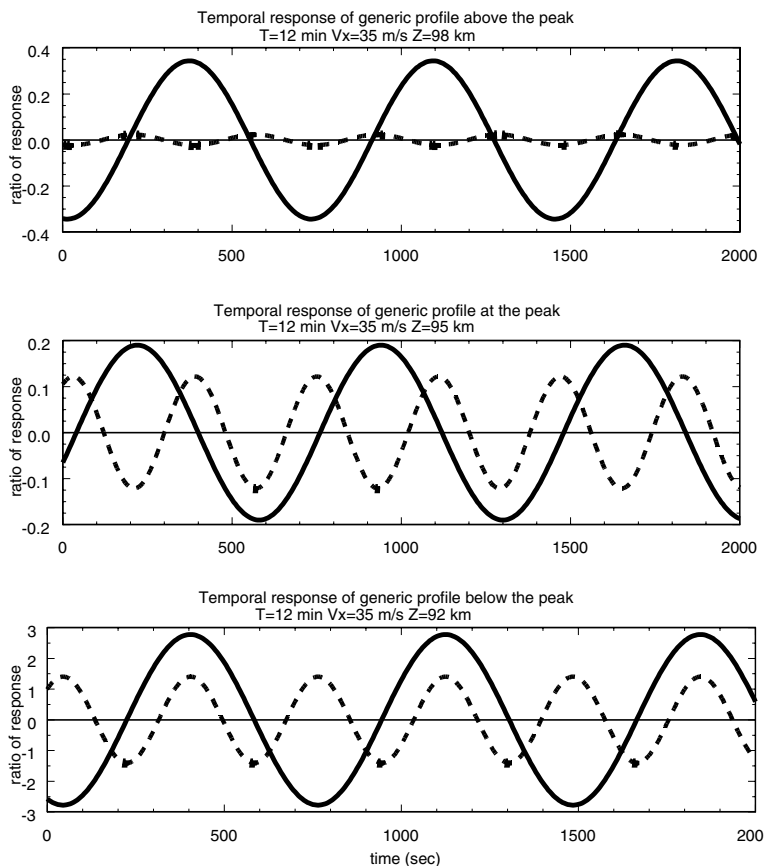 Temporal response of generic profile above the peak
T=12 min Vx=35 m/s Z=98 km
ratio of response
0.4
0.2
0.0
-0.2
-0.4
0 500 1000 1500 2000
Temporal response of generic profile at the peak
T=12 min Vx=35 m/s Z=95 km
ratio of response
0.2
0.1
0.0
-0.1
-0.2
0 500 1000 1500 2000
Temporal response of generic profile below the peak
T=12 min Vx=35 m/s Z=92 km
ratio of response
3
2
1
0
-1
-2
-3
0 500 1000 1500 2000
time (sec)